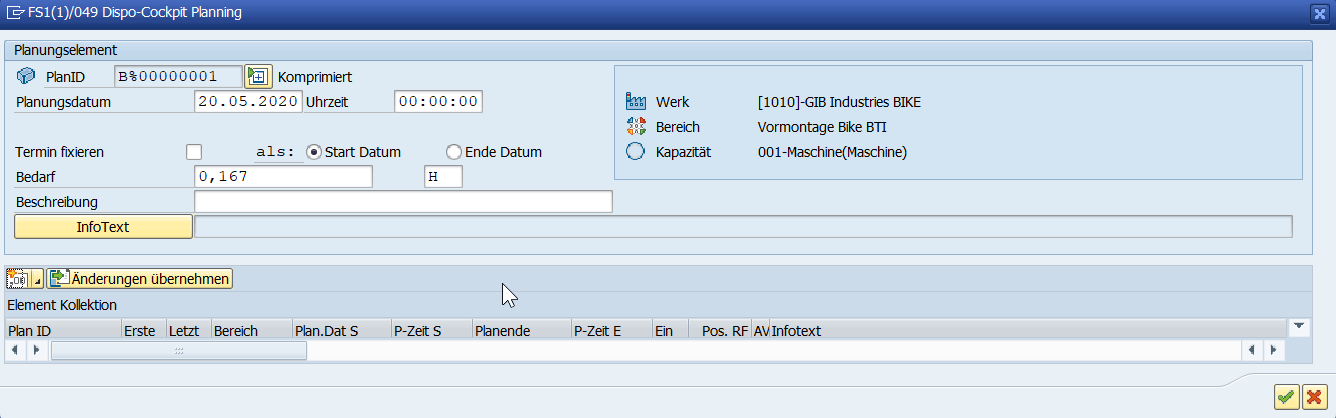 FS1(1)/049 Dispo-Cockpit Planning
Planungselement
PlanID B%00000001 Komprimiert
Planungsdatum 20.05.2020 Uhrzeit 00:00:00
Werk [1010]-GIB Industries BIKE
Bereich Vormontage Bike BTI
Kapazität 001-Maschine(Maschine)
Termin fixieren als: Start Datum Ende Datum
Bedarf 0,167 H
Beschreibung
InfoText
Änderungen übernehmen
Element Kollektion
Plan ID Erste Letzt Bereich Plan.Dat S P-Zeit S Planende P-Zeit E Ein Pos. RF AV Infotext